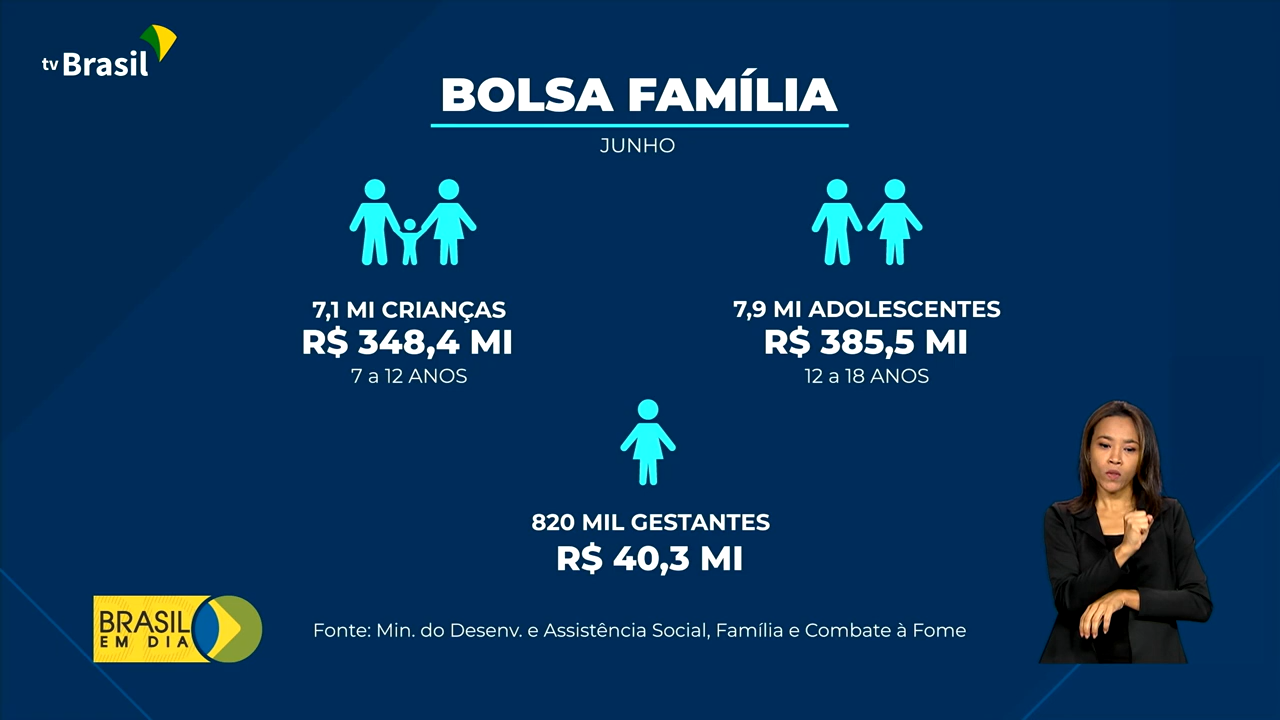 tv Brasil
BOLSA FAMÍLIA
JUNHO
7,1 MI CRIANÇAS
R$ 348,4 MI
7 a 12 ANOS
7,9 MI ADOLESCENTES
R$ 385,5 MI
12 a 18 ANOS
820 MIL GESTANTES
R$ 40,3 MI
BRASIL
EM DIA
Fonte: Min. do Desenv. e Assistência Social, Família e Combate à Fome